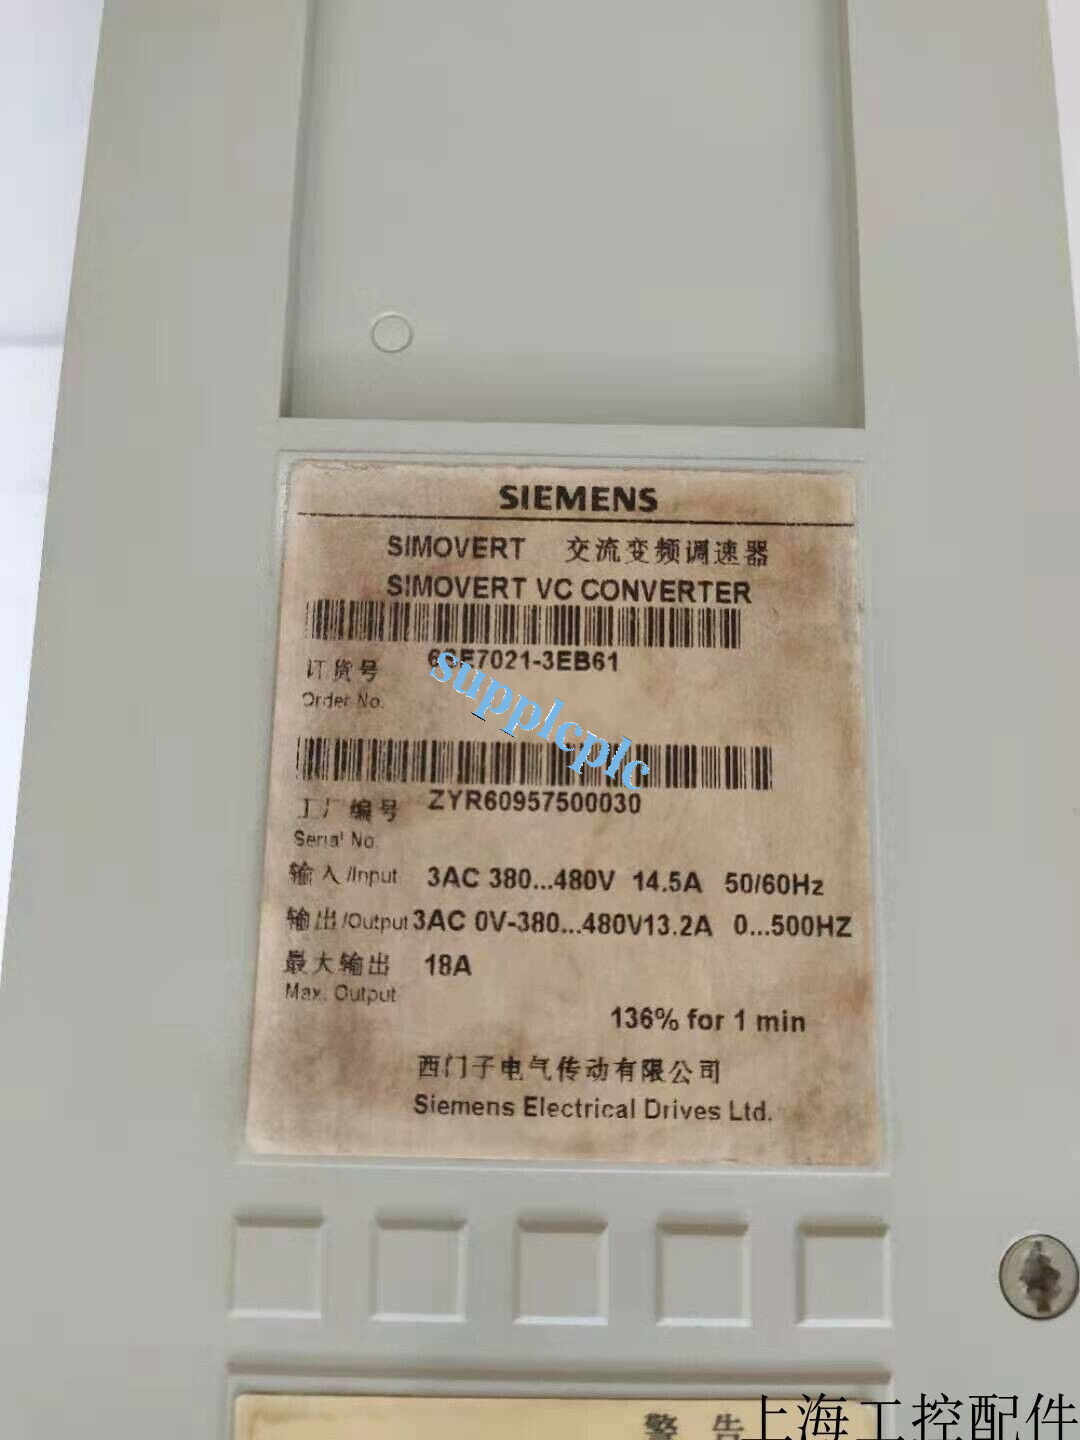 SIEMENS
SIMOVERT 交流变频调速器
SIMOVERT VC CONVERTER
订货号 6SE7021-3EB61
Order No.
supplcplc
工厂编号 ZYR60957500030
Serial No.
输入/Input 3AC 380...480V 14.5A 50/60Hz
输出/Output 3AC 0V-380...480V13.2A 0...500HZ
最大输出 18A
Max. Output
136% for 1 min
西门子电气传动有限公司
Siemens Electrical Drives Ltd.
警告
上海工控配件